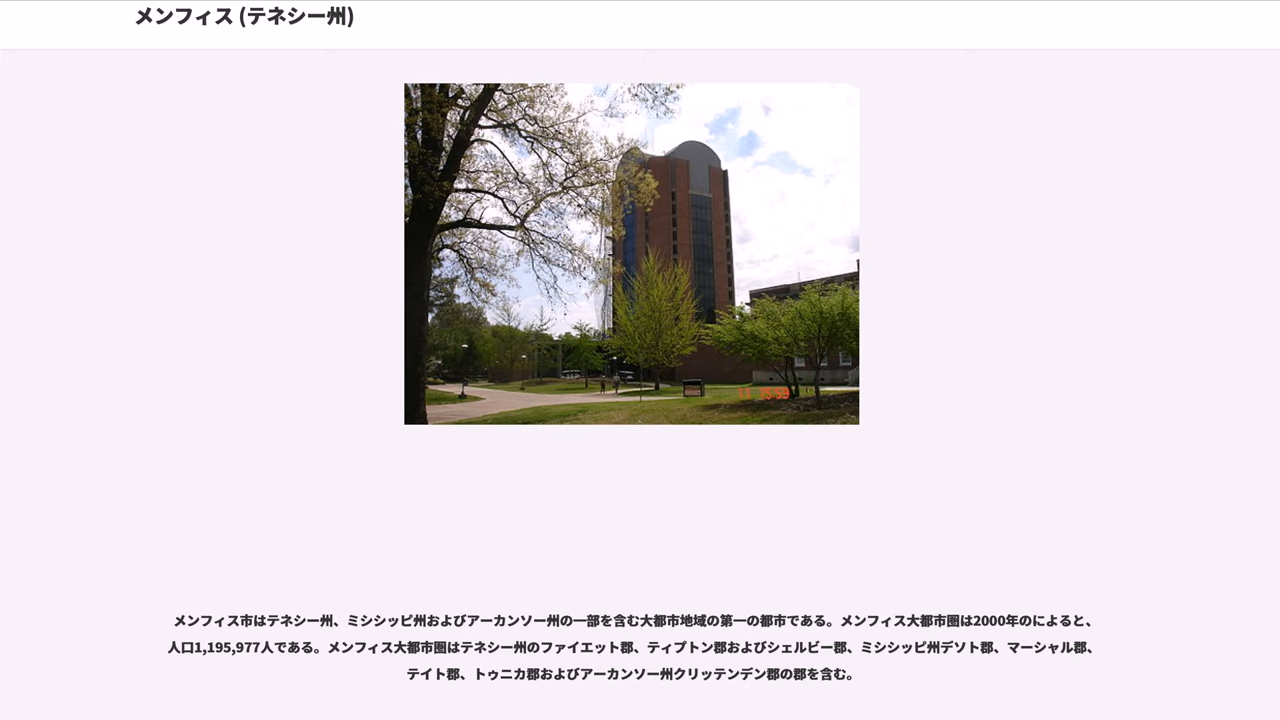 メンフィス (テネシー州)
メンフィス市はテネシー州、ミシシッピ州およびアーカンソー州の一部を含む大都市地域の第一の都市である。メンフィス大都市圏は2000年のによると、
人口1,195,977人である。メンフィス大都市圏はテネシー州のファイエット郡、ティプトン郡およびシェルビー郡、ミシシッピ州デソト郡、マーシャル郡、
テイト郡、トゥニカ郡およびアーカンソー州クリッテンデン郡の郡を含む。